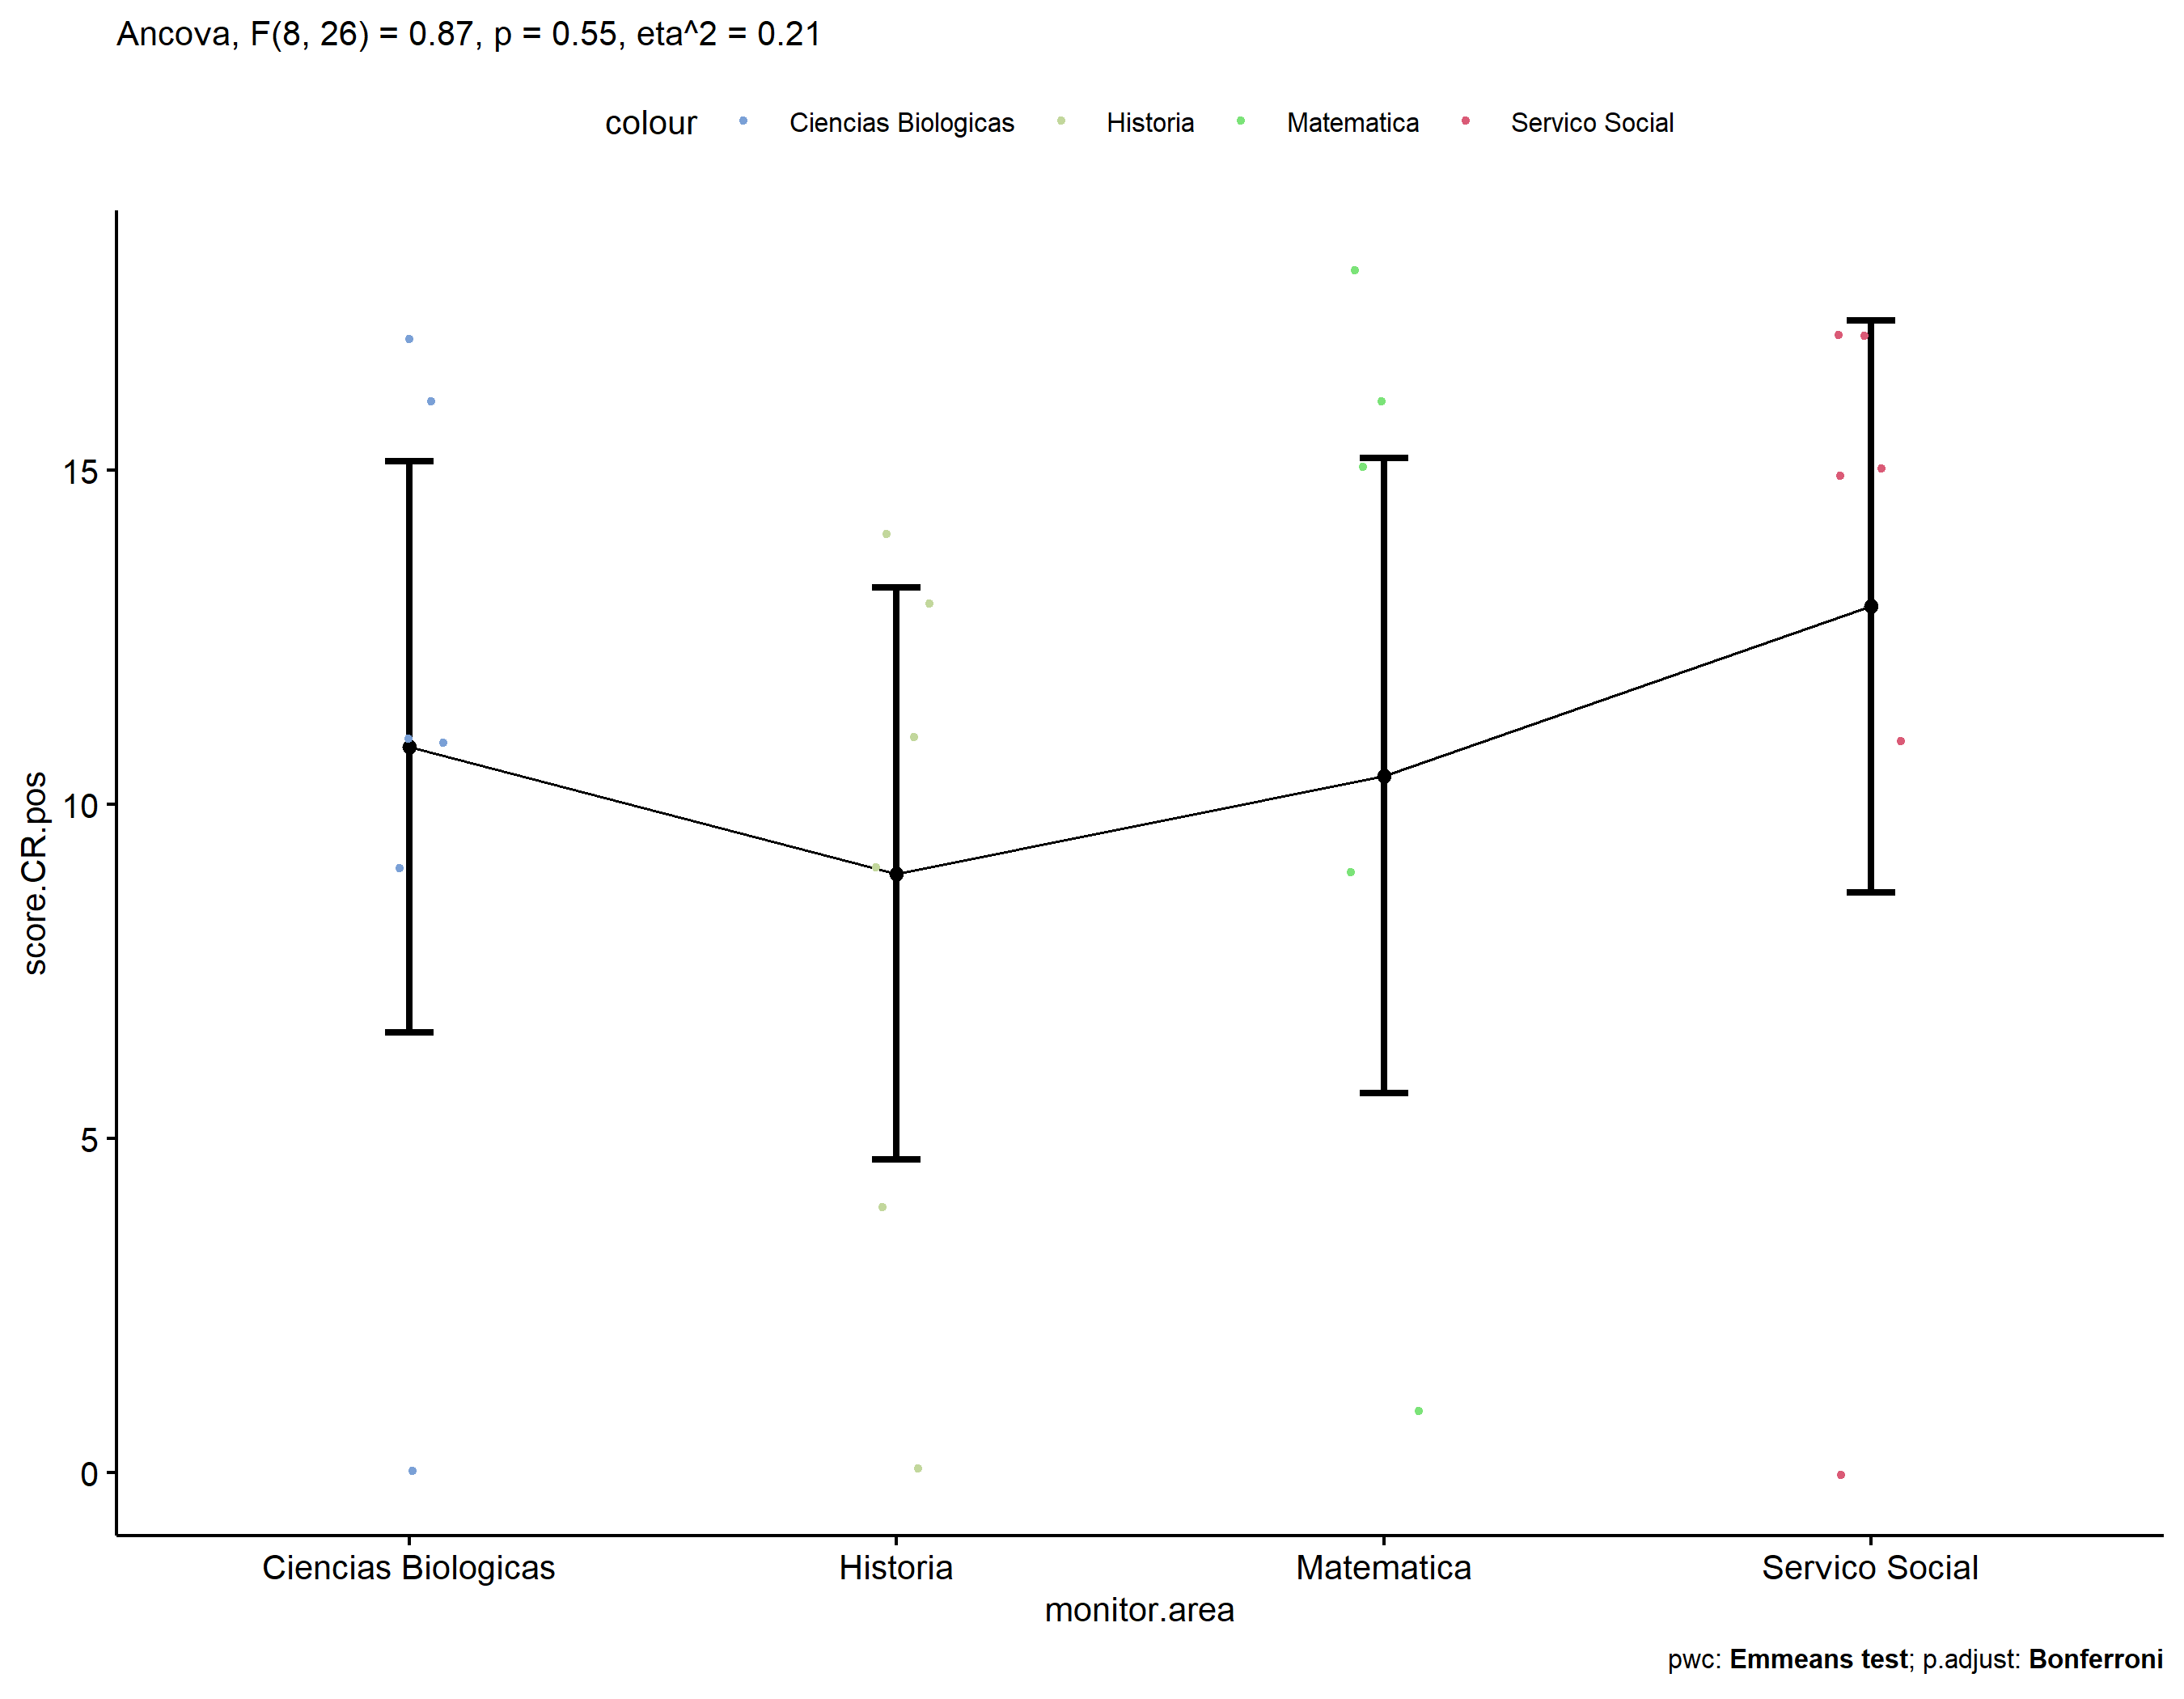 Ancova, F(8, 26) = 0.87, p = 0.55, eta^2 = 0.21
colour Ciencias Biologicas Historia Matematica Servico Social
score.CR.pos
15
10
5
0
Ciencias Biologicas Historia Matematica Servico Social
monitor.area
pwc: Emmeans test; p.adjust: Bonferroni